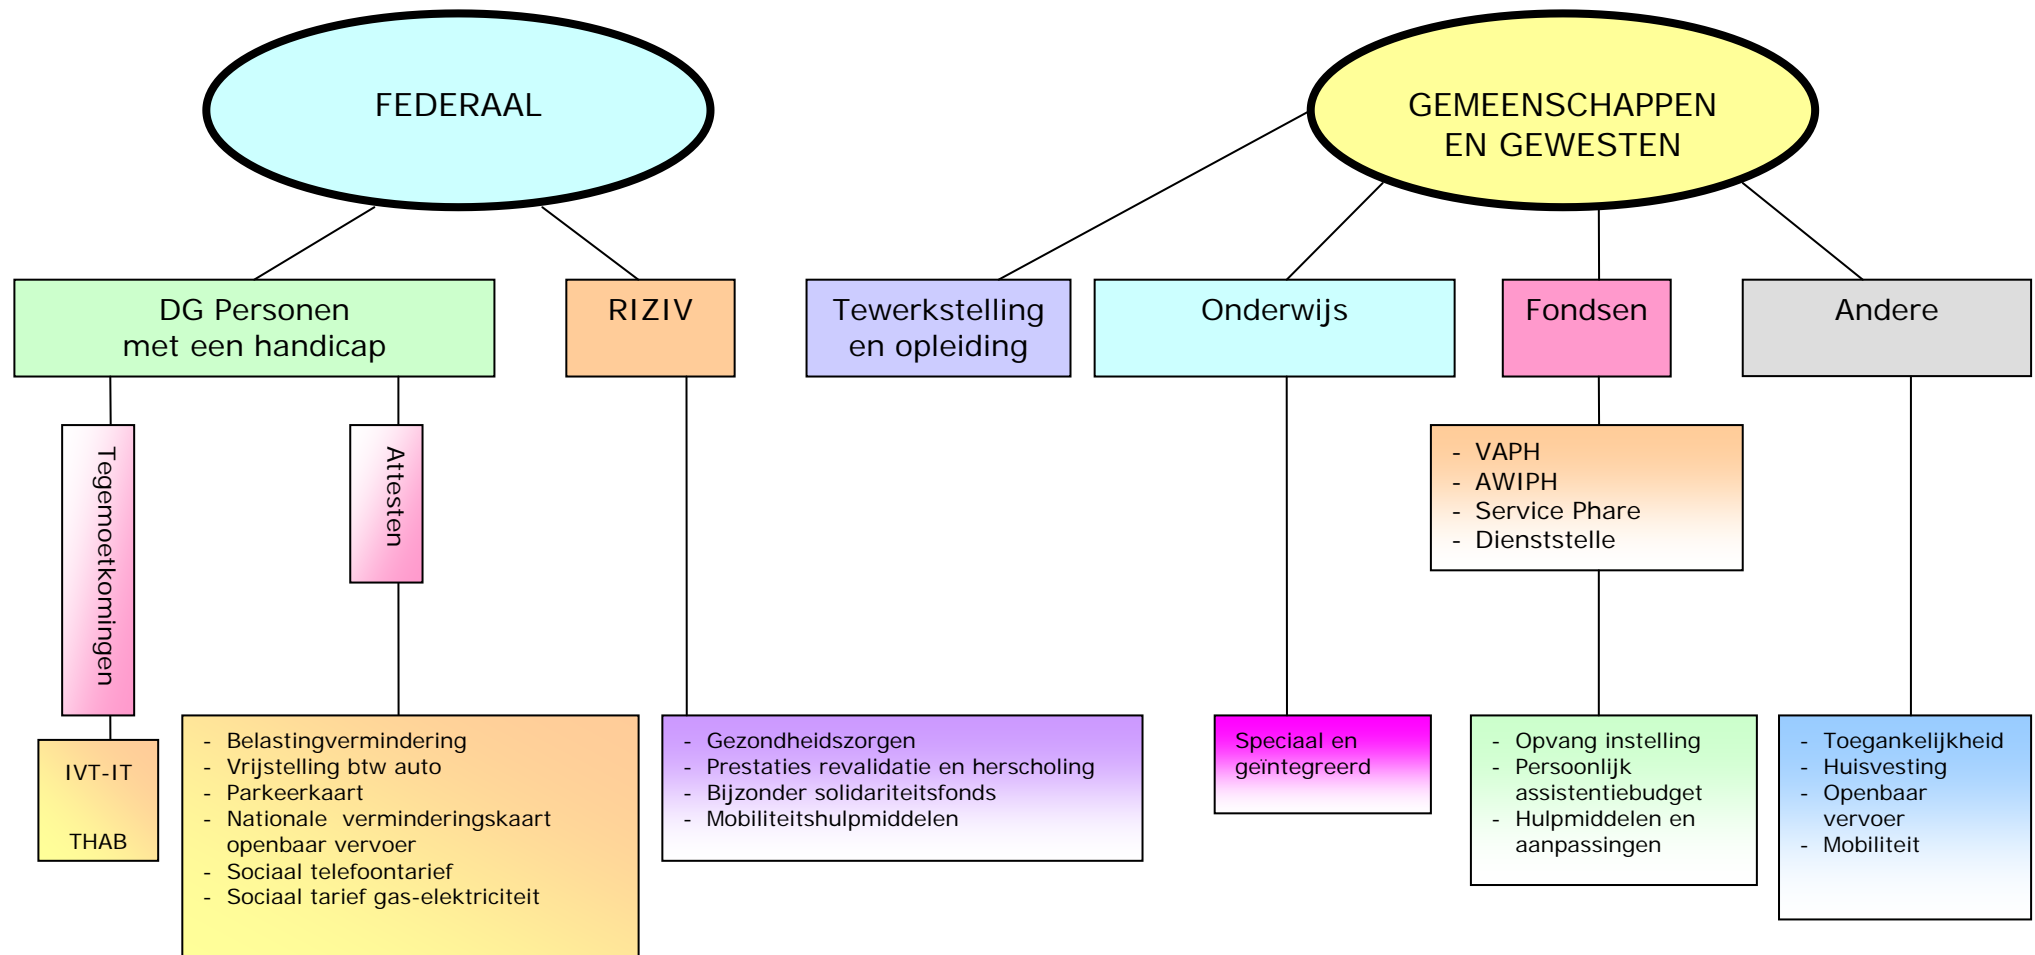 FEDERAAL
GEMEENSCHAPPEN
EN GEWESTEN
DG Personen
met een handicap
RIZIV
Tewerkstelling
en opleiding
Onderwijs
Fondsen
Andere
Tegemoetkomingen
Attesten
- VAPH
- AWIPH
- Service Phare
- Dienststelle
IVT-IT
THAB
- Belastingvermindering
- Vrijstelling btw auto
- Parkeerkaart
- Nationale verminderingskaart
openbaar vervoer
- Sociaal telefoontarief
- Sociaal tarief gas-elektriciteit
- Gezondheidszorgen
- Prestaties revalidatie en herscholing
- Bijzonder solidariteitsfonds
- Mobiliteitshulpmiddelen
Speciaal en
geïntegreerd
- Opvang instelling
- Persoonlijk
assistentiebudget
- Hulpmiddelen en
aanpassingen
- Toegankelijkheid
- Huisvesting
- Openbaar
vervoer
- Mobiliteit